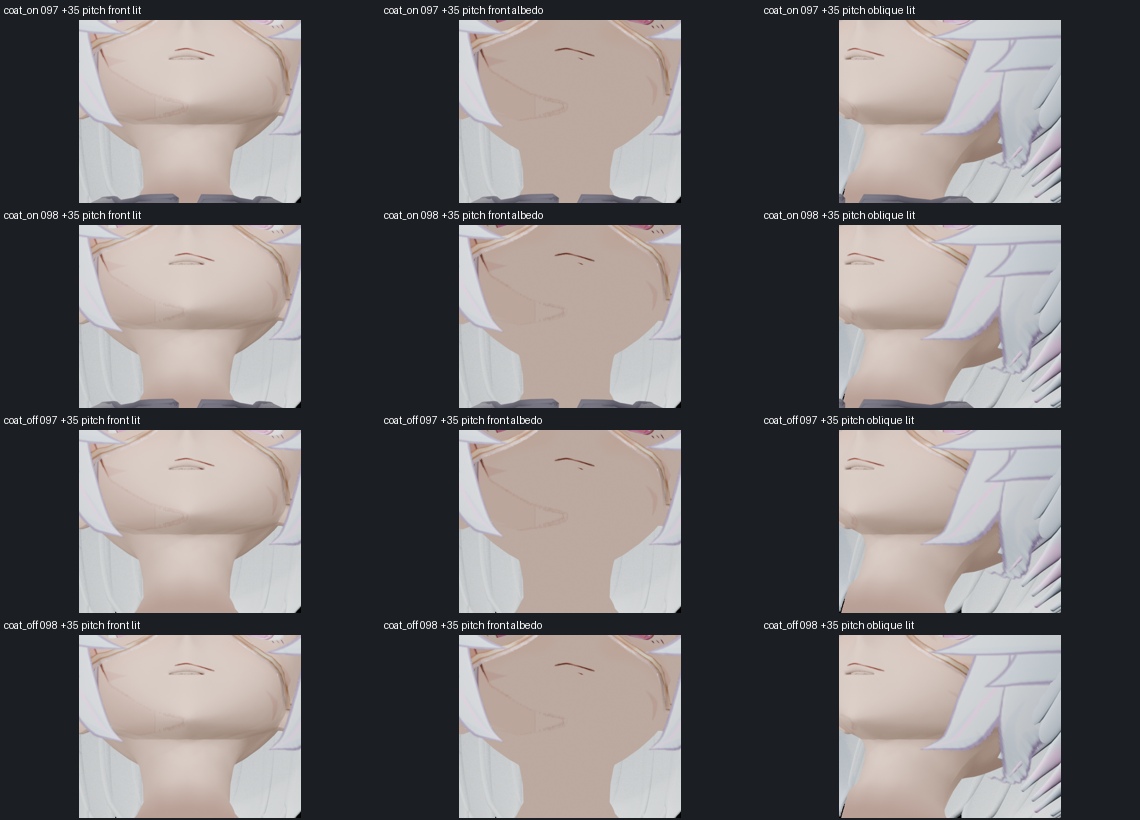 coat_on 097 +35 pitch front lit
coat_on 097 +35 pitch front albedo
coat_on 097 +35 pitch oblique lit
coat_on 098 +35 pitch front lit
coat_on 098 +35 pitch front albedo
coat_on 098 +35 pitch oblique lit
coat_off 097 +35 pitch front lit
coat_off 097 +35 pitch front albedo
coat_off 097 +35 pitch oblique lit
coat_off 098 +35 pitch front lit
coat_off 098 +35 pitch front albedo
coat_off 098 +35 pitch oblique lit